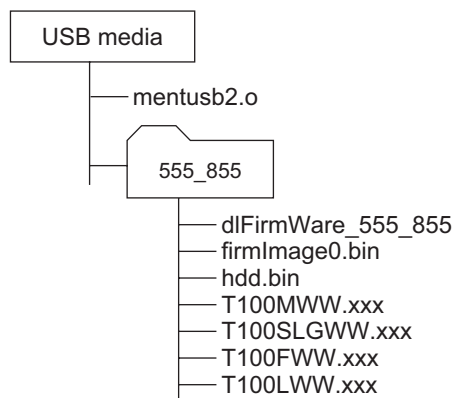 USB media
mentusb2.o
555_855
dlFirmWare_555_855
firmImage0.bin
hdd.bin
T100MWW.xxx
T100SLGWW.xxx
T100FWW.xxx
T100LWW.xxx